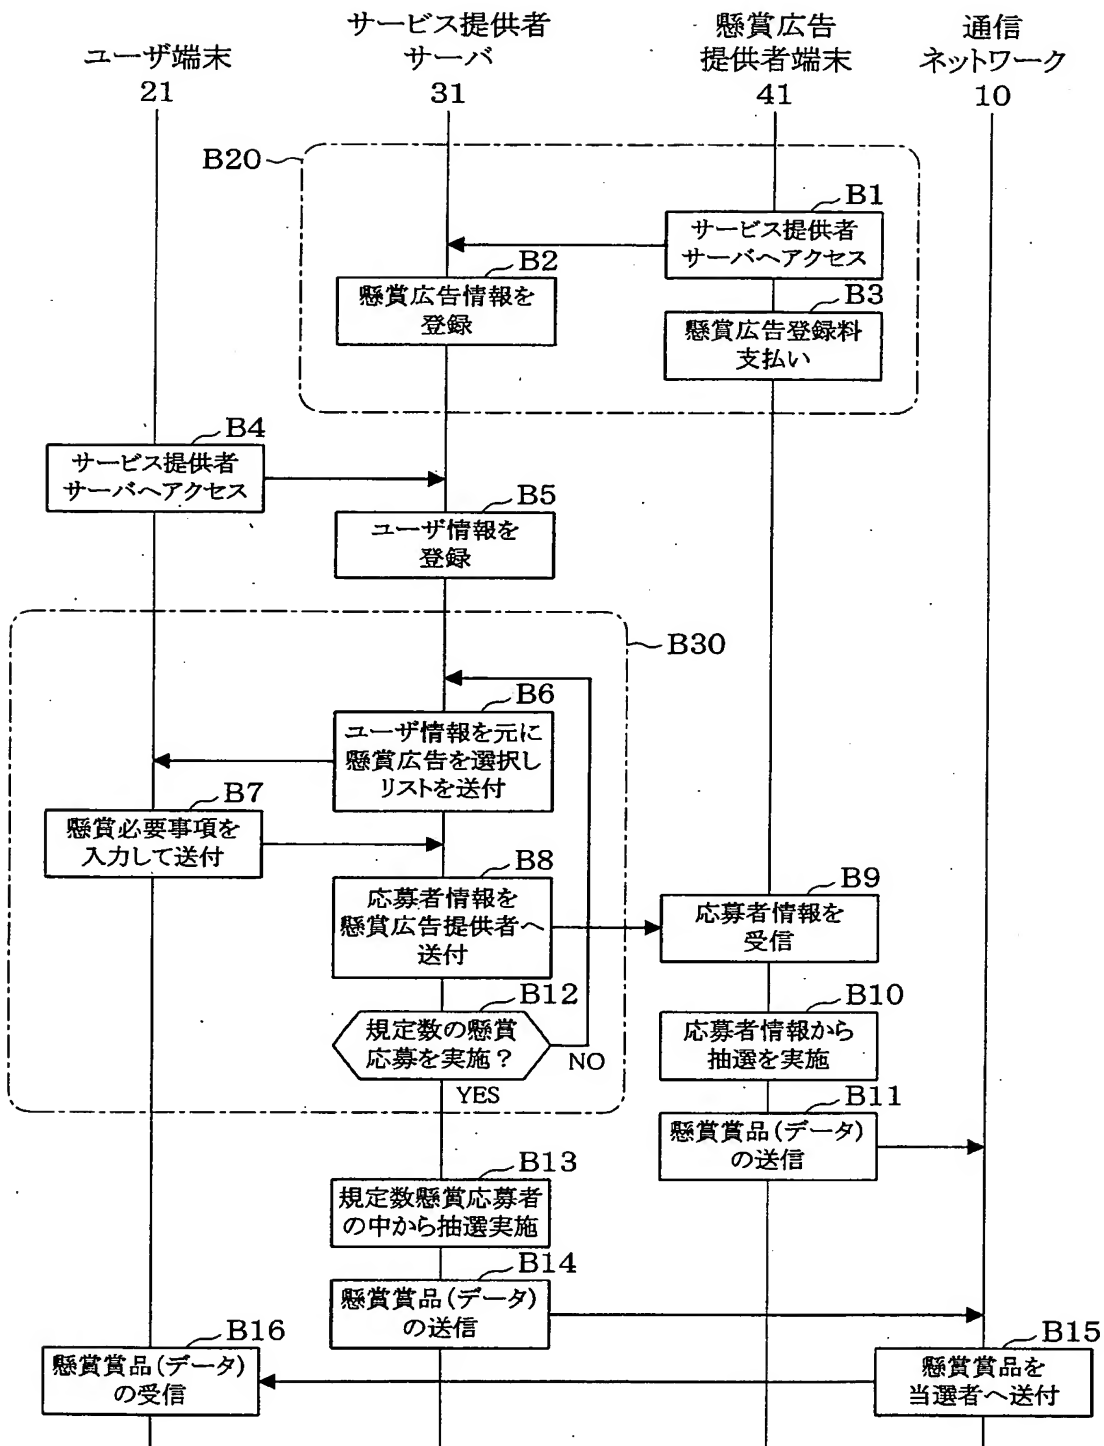 サービス提供者
サーバ
31
懸賞広告
提供者端末
41
通信
ネットワーク
10
ユーザ端末
21
B20
B1
サービス提供者
サーバへアクセス
B2
懸賞広告情報を
登録
B3
懸賞広告登録料
支払い
B4
サービス提供者
サーバへアクセス
B5
ユーザ情報を
登録
B30
B6
ユーザ情報を元に
懸賞広告を選択し
リストを送付
B7
懸賞必要事項を
入力して送付
B8
応募者情報を
懸賞広告提供者へ
送付
B9
応募者情報を
受信
B12
規定数の懸賞
応募を実施？
NO
YES
B10
応募者情報から
抽選を実施
B11
懸賞賞品（データ）
の送信
B13
規定数懸賞応募者
の中から抽選実施
B14
懸賞賞品（データ）
の送信
B16
懸賞賞品（データ）
の受信
B15
懸賞賞品を
当選者へ送付